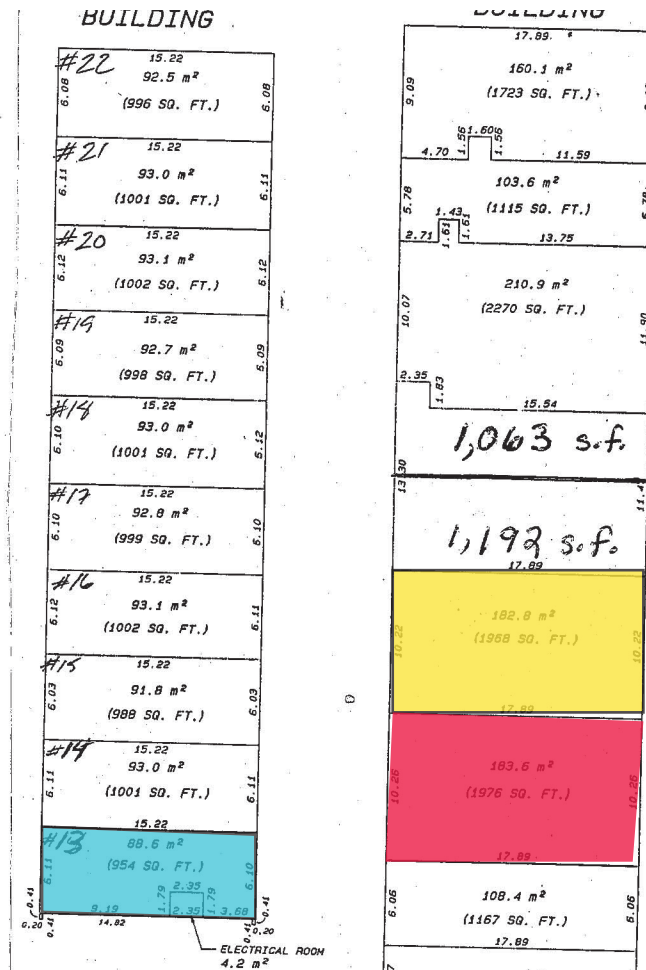 BUILDING
#22
15.22
92.5 m²
(996 SQ. FT.)
6.08
6.08
#21
15.22
93.0 m²
(1001 SQ. FT.)
6.11
6.11
#20
15.22
93.1 m²
(1002 SQ. FT.)
6.12
6.12
#19
15.22
92.7 m²
(998 SQ. FT.)
6.09
6.09
#18
15.22
93.0 m²
(1001 SQ. FT.)
6.10
6.12
#17
15.22
92.8 m²
(999 SQ. FT.)
6.10
6.10
#16
15.22
93.1 m²
(1002 SQ. FT.)
6.12
6.11
#15
15.22
91.8 m²
(988 SQ. FT.)
6.03
6.03
#14
15.22
93.0 m²
(1001 SQ. FT.)
6.11
6.11
15.22
#13
88.6 m²
(954 SQ. FT.)
6.11
6.10
2.35
1.79
1.79
9.19
2.35
3.68
0.41
0.41
0.20
0.41
14.82
0.41
0.20
ELECTRICAL ROOM
4.2 m²
BUILDING
17.89
160.1 m²
(1723 SQ. FT.)
9.09
1.56
1.60
1.56
4.70
11.59
103.6 m²
(1115 SQ. FT.)
5.78
5.78
1.43
1.61
1.61
2.71
13.75
210.9 m²
(2270 SQ. FT.)
10.07
11.90
2.35
1.83
15.54
1,063 s.f.
13.30
1,192 s.f.
17.89
182.8 m²
(1968 SQ. FT.)
10.22
10.22
17.89
183.6 m²
(1976 SQ. FT.)
10.26
10.26
17.89
108.4 m²
(1167 SQ. FT.)
6.06
6.06
17.89